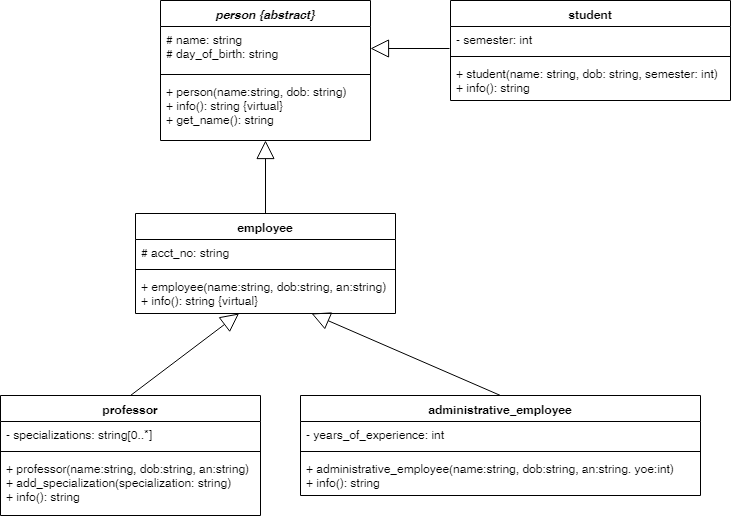 person {abstract}
# name: string
# day_of_birth: string
+ person(name:string, dob: string)
+ info(): string {virtual}
+ get_name(): string
student
- semester: int
+ student(name: string, dob: string, semester: int)
+ info(): string
employee
# acct_no: string
+ employee(name:string, dob:string, an:string)
+ info(): string {virtual}
professor
- specializations: string[0..*]
+ professor(name:string, dob:string, an:string)
+ add_specialization(specialization: string)
+ info(): string
administrative_employee
- years_of_experience: int
+ administrative_employee(name:string, dob:string, an:string. yoe:int)
+ info(): string